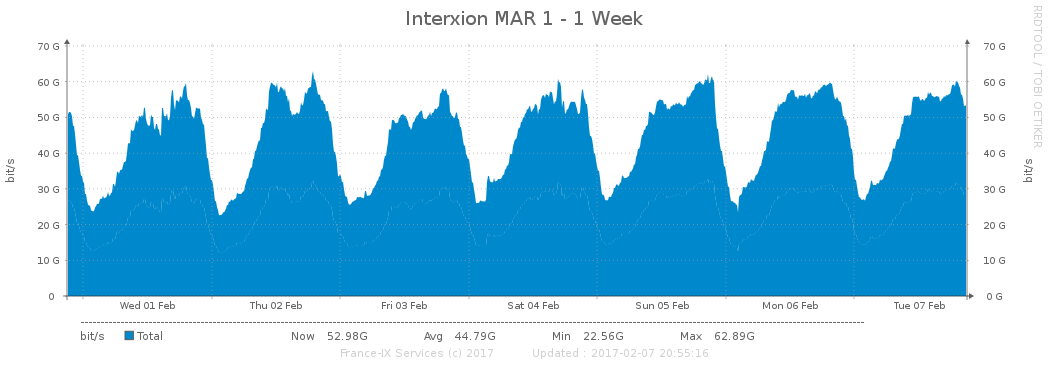 Interxion MAR 1 - 1 Week
RRDTOOL / TOBI OETIKER
bit/s
70 G 70 G
60 G 60 G
50 G 50 G
40 G 40 G
30 G 30 G
20 G 20 G
10 G 10 G
0 0 G
bit/s
Wed 01 Feb Thu 02 Feb Fri 03 Feb Sat 04 Feb Sun 05 Feb Mon 06 Feb Tue 07 Feb
bit/s Total Now 52.98G Avg 44.79G Min 22.56G Max 62.89G
France-IX Services (c) 2017 Updated : 2017-02-07 20:55:16